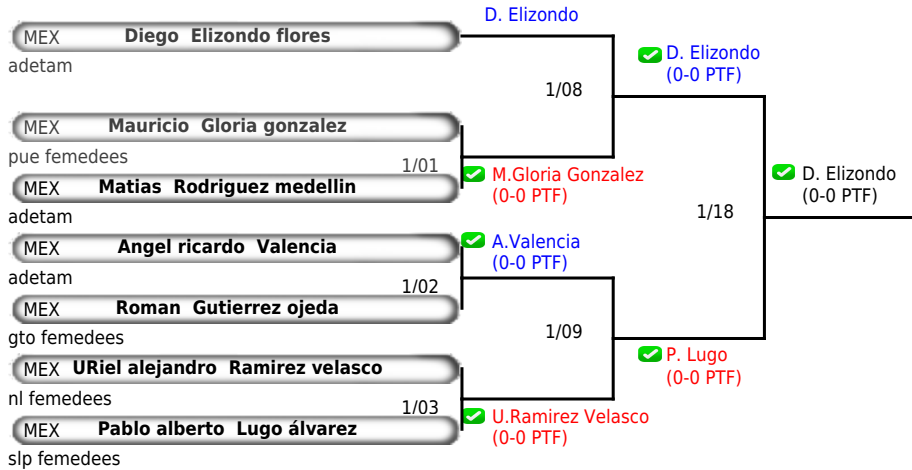 D. Elizondo
MEX Diego Elizondo flores
adetam
D. Elizondo
(0-0 PTF)
1/08
MEX Mauricio Gloria gonzalez
pue femedees
1/01
M.Gloria Gonzalez
(0-0 PTF)
MEX Matias Rodriguez medellin
adetam
D. Elizondo
(0-0 PTF)
1/18
MEX Angel ricardo Valencia
adetam
A.Valencia
(0-0 PTF)
1/02
MEX Roman Gutierrez ojeda
gto femedees
1/09
P. Lugo
(0-0 PTF)
MEX URiel alejandro Ramirez velasco
nl femedees
1/03
U.Ramirez Velasco
(0-0 PTF)
MEX Pablo alberto Lugo álvarez
slp femedees